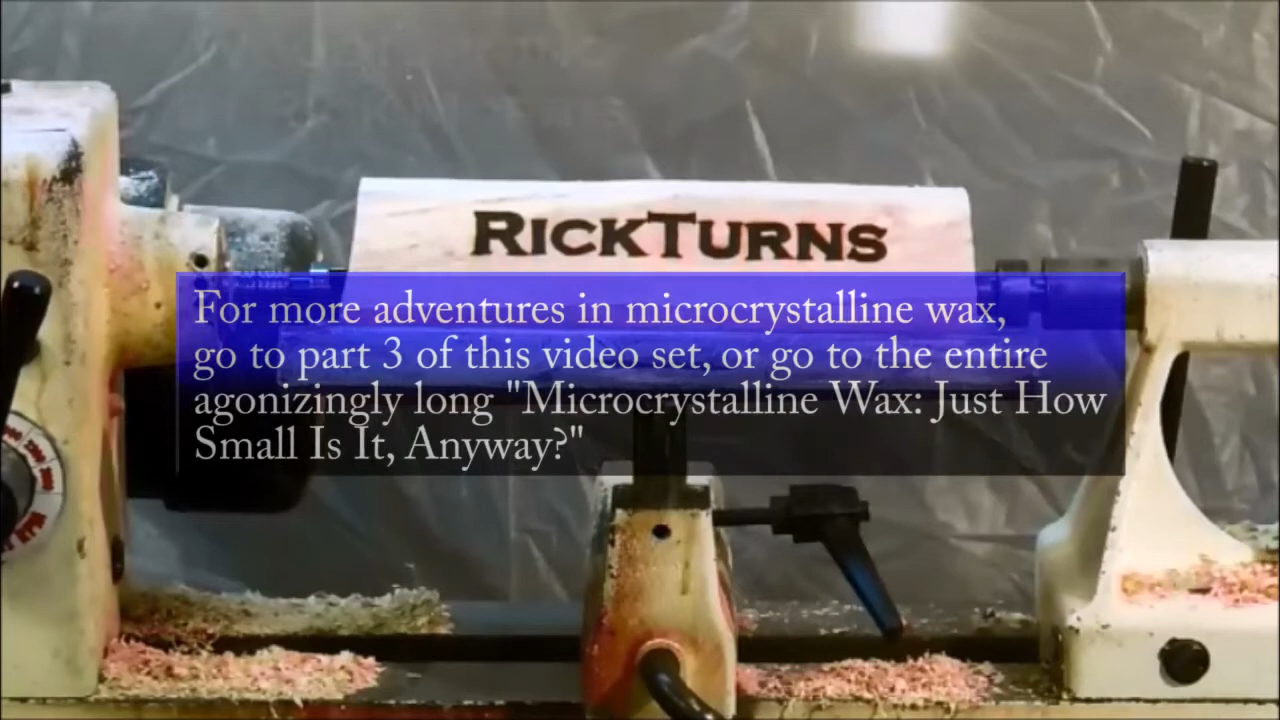 RICKTURNS
For more adventures in microcrystalline wax,
go to part 3 of this video set, or go to the entire
agonizingly long "Microcrystalline Wax: Just How
Small Is It, Anyway?"